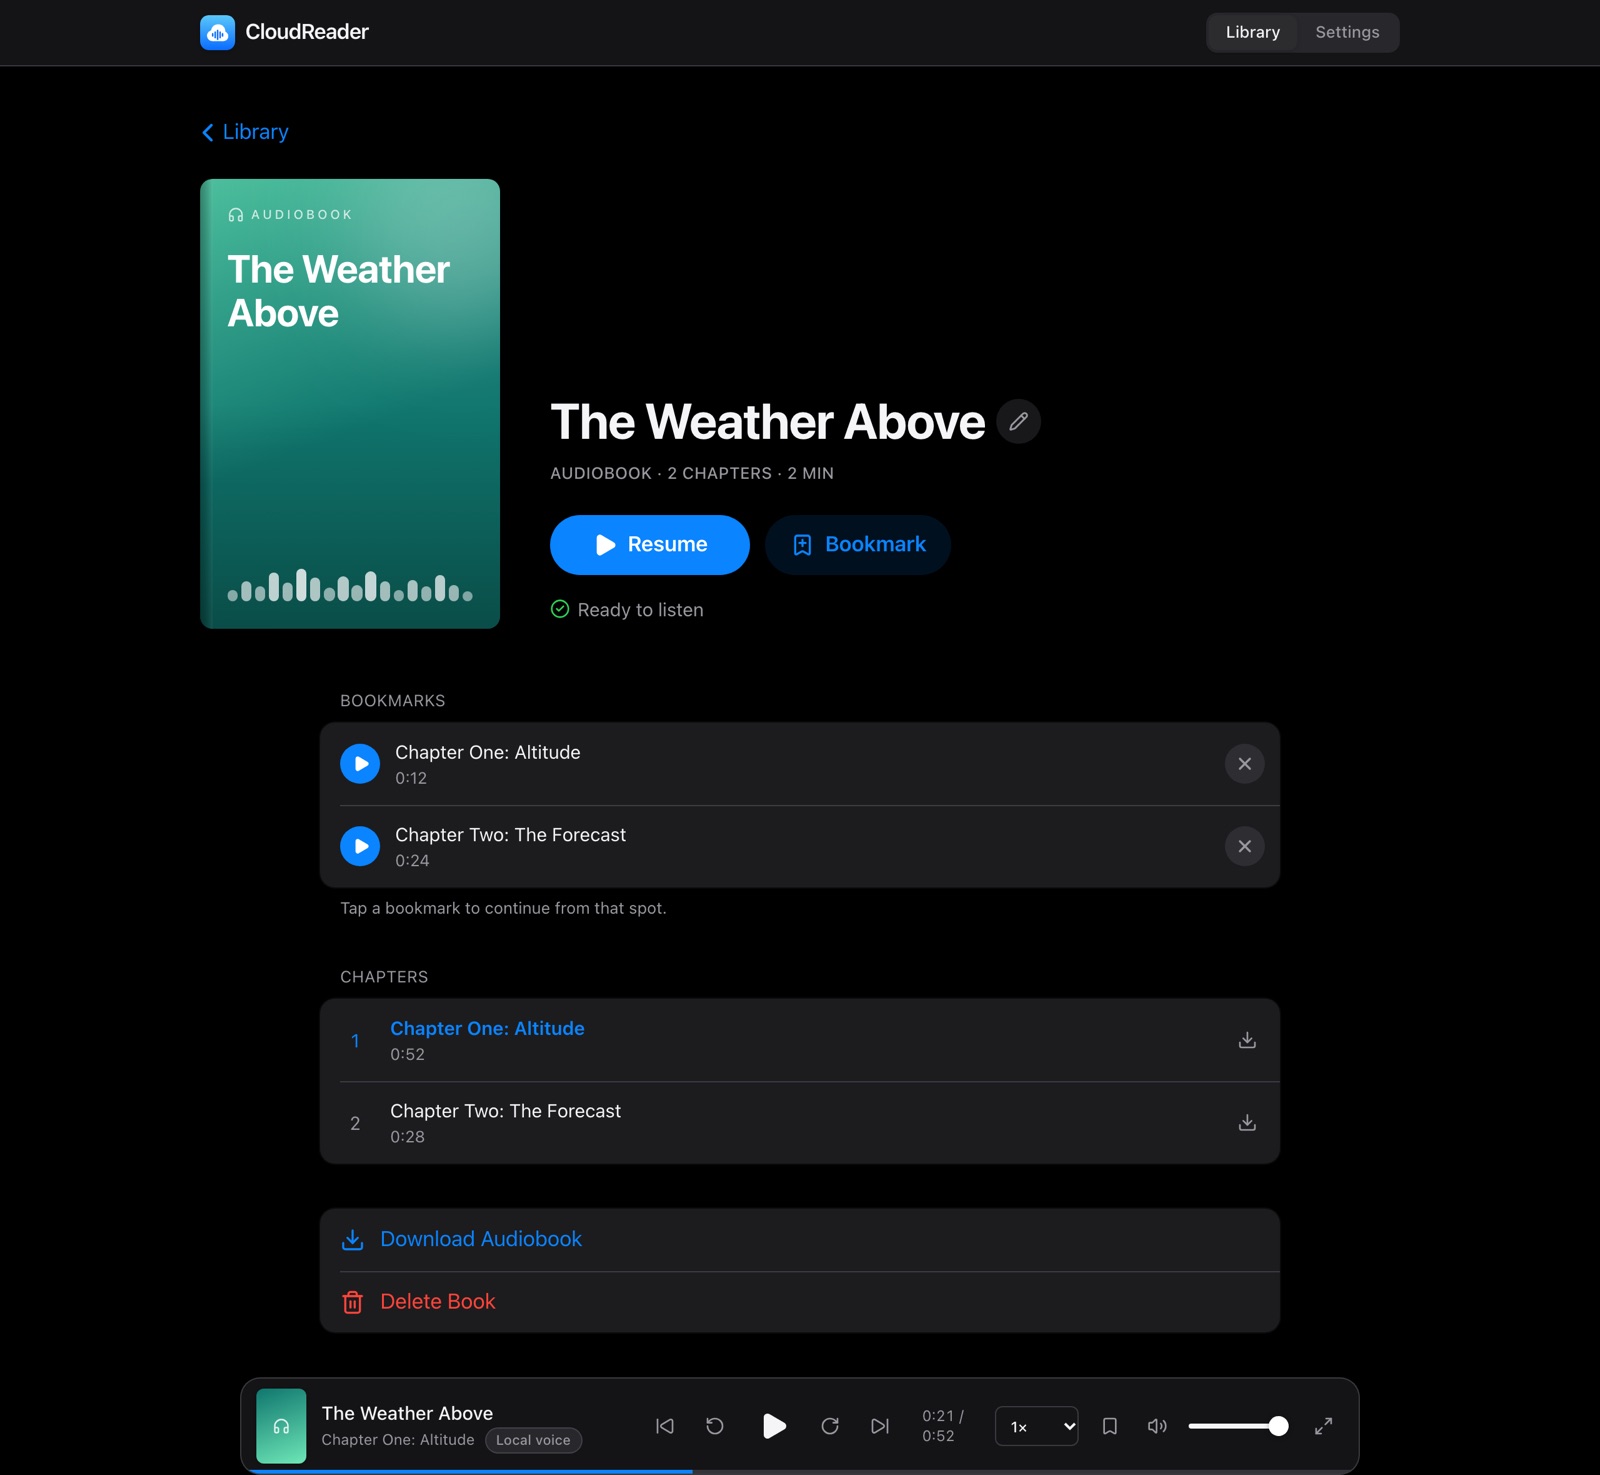 CloudReader
Library
Settings
Library
AUDIOBOOK
The Weather
Above
The Weather Above
AUDIOBOOK · 2 CHAPTERS · 2 MIN
Resume
Bookmark
Ready to listen
BOOKMARKS
Chapter One: Altitude
0:12
Chapter Two: The Forecast
0:24
Tap a bookmark to continue from that spot.
CHAPTERS
1
Chapter One: Altitude
0:52
2
Chapter Two: The Forecast
0:28
Download Audiobook
Delete Book
The Weather Above
Chapter One: Altitude
Local voice
0:21 /
0:52
1×